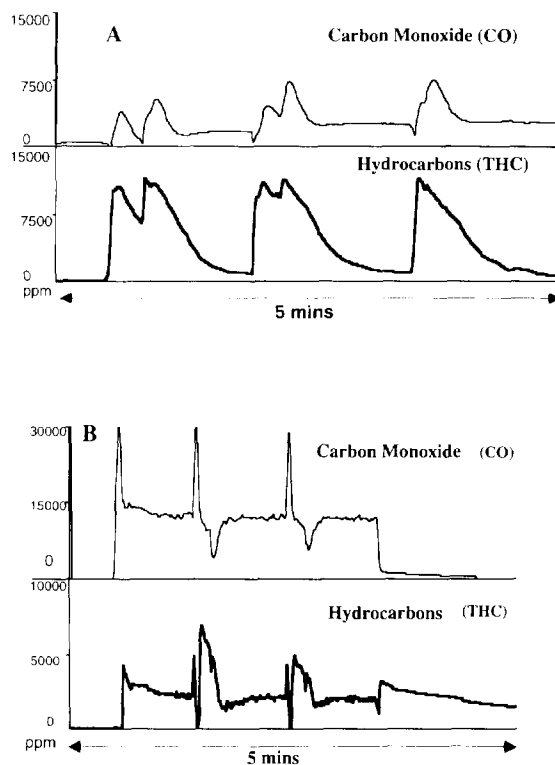 15000
A
Carbon Monoxide (CO)
7500
0
15000
Hydrocarbons (THC)
7500
0
ppm
5 mins
30000
B
Carbon Monoxide (CO)
15000
0
10000
Hydrocarbons (THC)
5000
0
ppm
5 mins